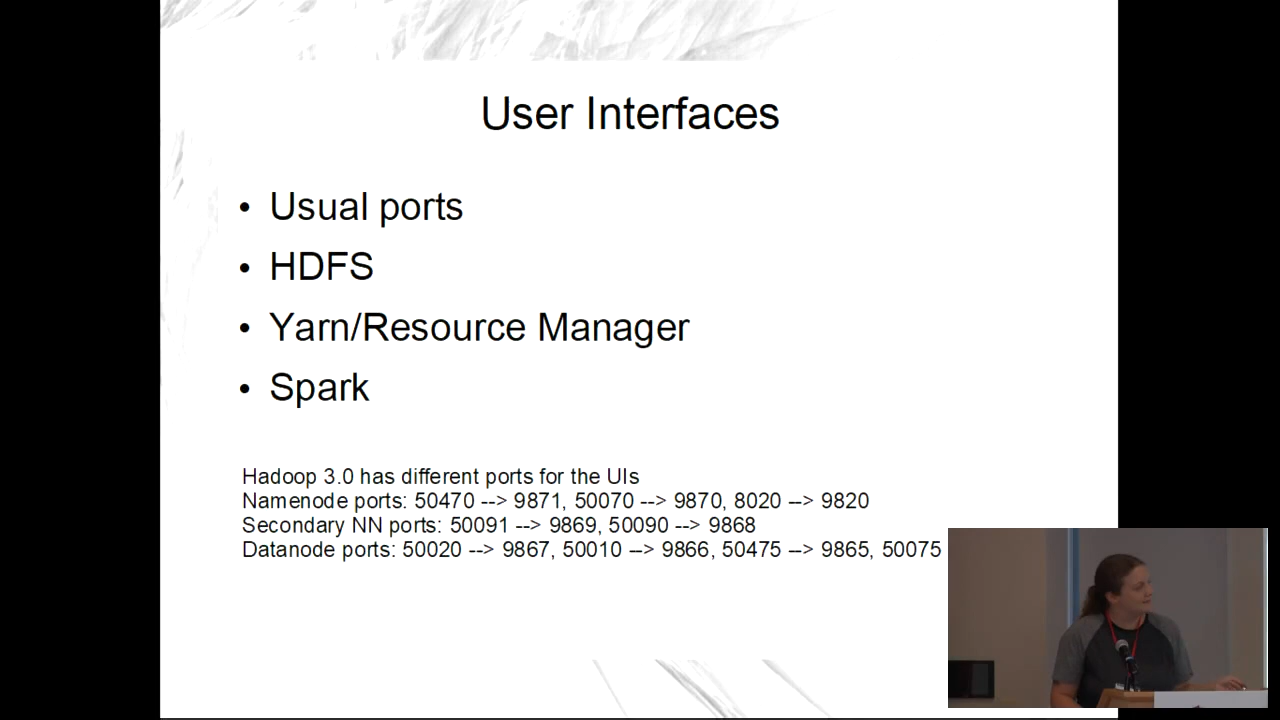 User Interfaces
• Usual ports
• HDFS
• Yarn/Resource Manager
• Spark
Hadoop 3.0 has different ports for the UIs
Namenode ports: 50470 --> 9871, 50070 --> 9870, 8020 --> 9820
Secondary NN ports: 50091 --> 9869, 50090 --> 9868
Datanode ports: 50020 --> 9867, 50010 --> 9866, 50475 --> 9865, 50075